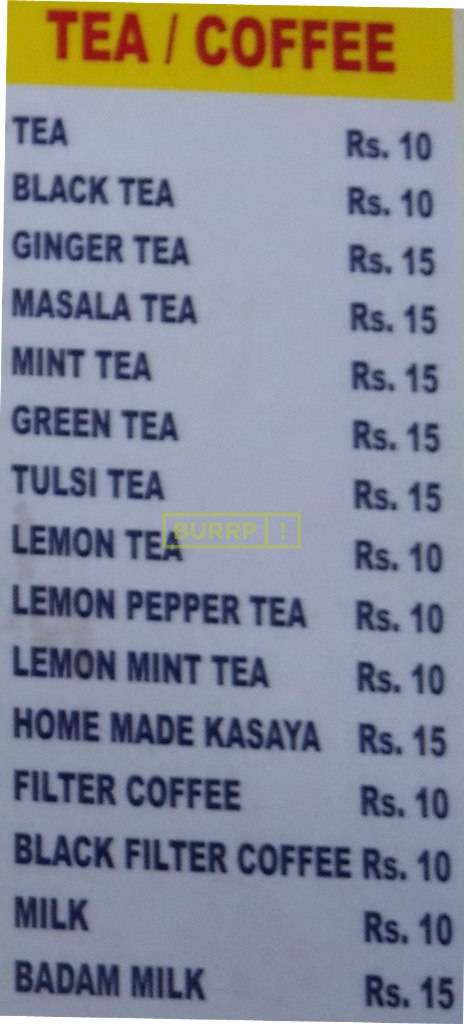 TEA / COFFEE
TEA Rs. 10
BLACK TEA Rs. 10
GINGER TEA Rs. 15
MASALA TEA Rs. 15
MINT TEA Rs. 15
GREEN TEA Rs. 15
TULSI TEA Rs. 15
BURRP !
LEMON TEA Rs. 10
LEMON PEPPER TEA Rs. 10
LEMON MINT TEA Rs. 10
HOME MADE KASAYA Rs. 15
FILTER COFFEE Rs. 10
BLACK FILTER COFFEE Rs. 10
MILK Rs. 10
BADAM MILK Rs. 15